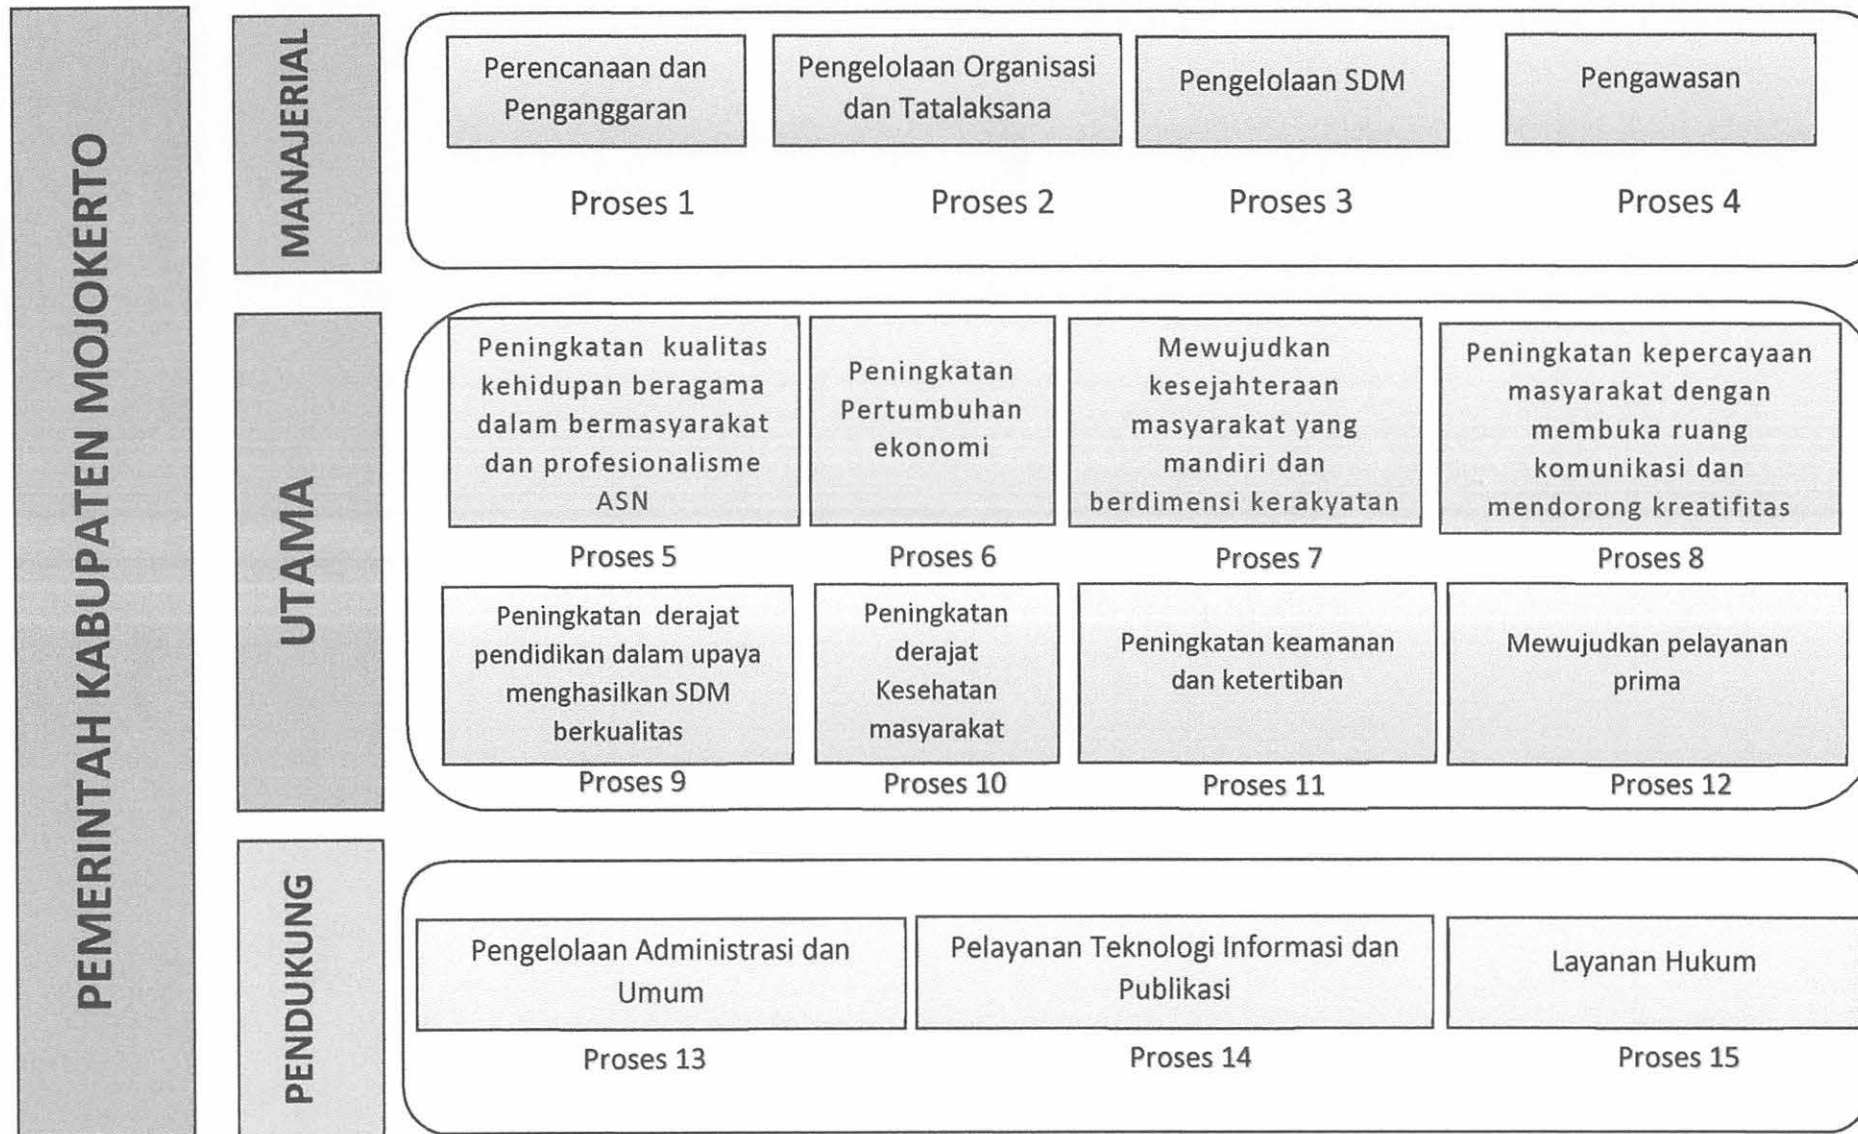 PEMERINTAH KABUPATEN MOJOKERTO
MANAJERIAL
Perencanaan dan
Penganggaran
Proses 1
Pengelolaan Organisasi
dan Tatalaksana
Proses 2
Pengelolaan SDM
Proses 3
Pengawasan
Proses 4
UTAMA
Peningkatan kualitas
kehidupan beragama
dalam bermasyarakat
dan profesionalisme
ASN
Proses 5
Peningkatan
Pertumbuhan
ekonomi
Proses 6
Mewujudkan
kesejahteraan
masyarakat yang
mandiri dan
berdimensi kerakyatan
Proses 7
Peningkatan kepercayaan
masyarakat dengan
membuka ruang
komunikasi dan
mendorong kreatifitas
Proses 8
Peningkatan derajat
pendidikan dalam upaya
menghasilkan SDM
berkualitas
Proses 9
Peningkatan
derajat
Kesehatan
masyarakat
Proses 10
Peningkatan keamanan
dan ketertiban
Proses 11
Mewujudkan pelayanan
prima
Proses 12
PENDUKUNG
Pengelolaan Administrasi dan
Umum
Proses 13
Pelayanan Teknologi Informasi dan
Publikasi
Proses 14
Layanan Hukum
Proses 15